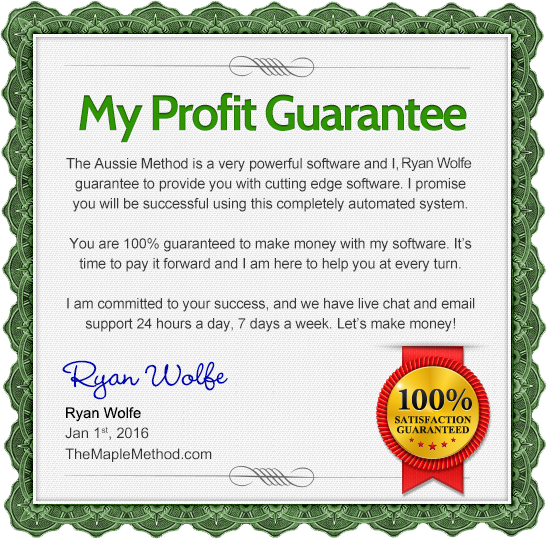 My Profit Guarantee
The Aussie Method is a very powerful software and I, Ryan Wolfe
guarantee to provide you with cutting edge software. I promise
you will be successful using this completely automated system.
You are 100% guaranteed to make money with my software. It's
time to pay it forward and I am here to help you at every turn.
I am committed to your success, and we have live chat and email
support 24 hours a day, 7 days a week. Let's make money!
Ryan Wolfe
Ryan Wolfe
Jan 1st, 2016
TheMapleMethod.com
100%
SATISFACTION
GUARANTEED